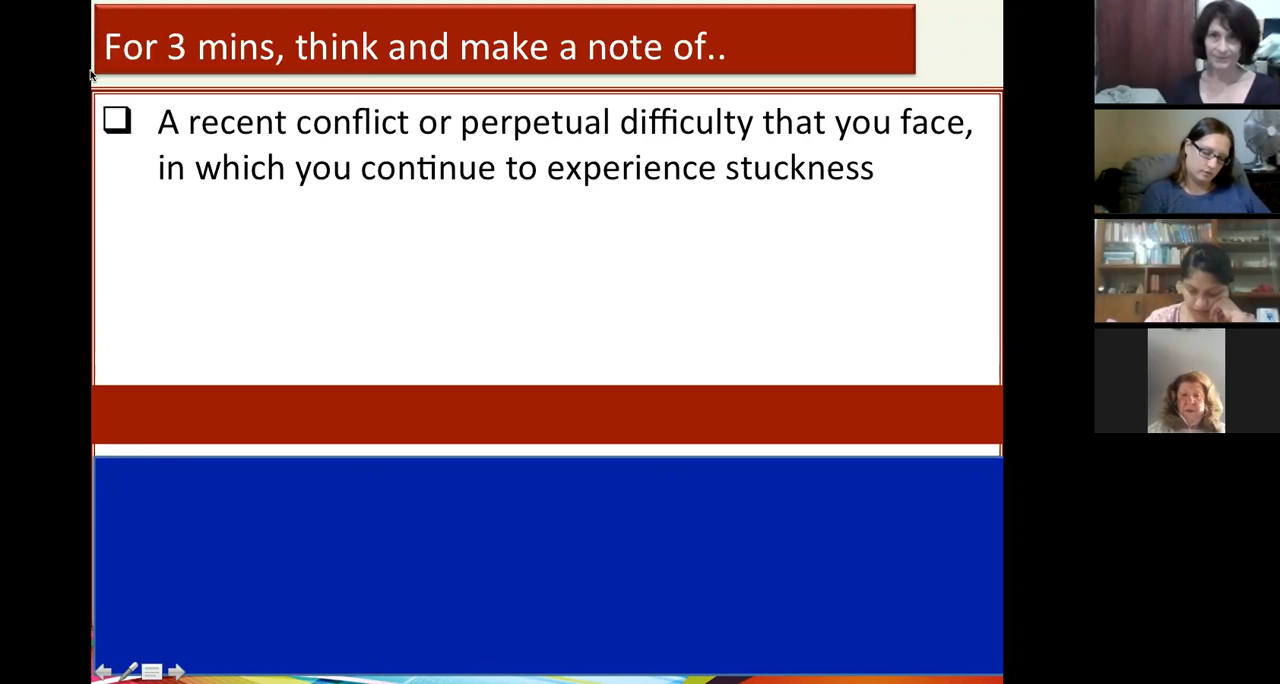 For 3 mins, think and make a note of..
A recent conflict or perpetual difficulty that you face,
in which you continue to experience stuckness